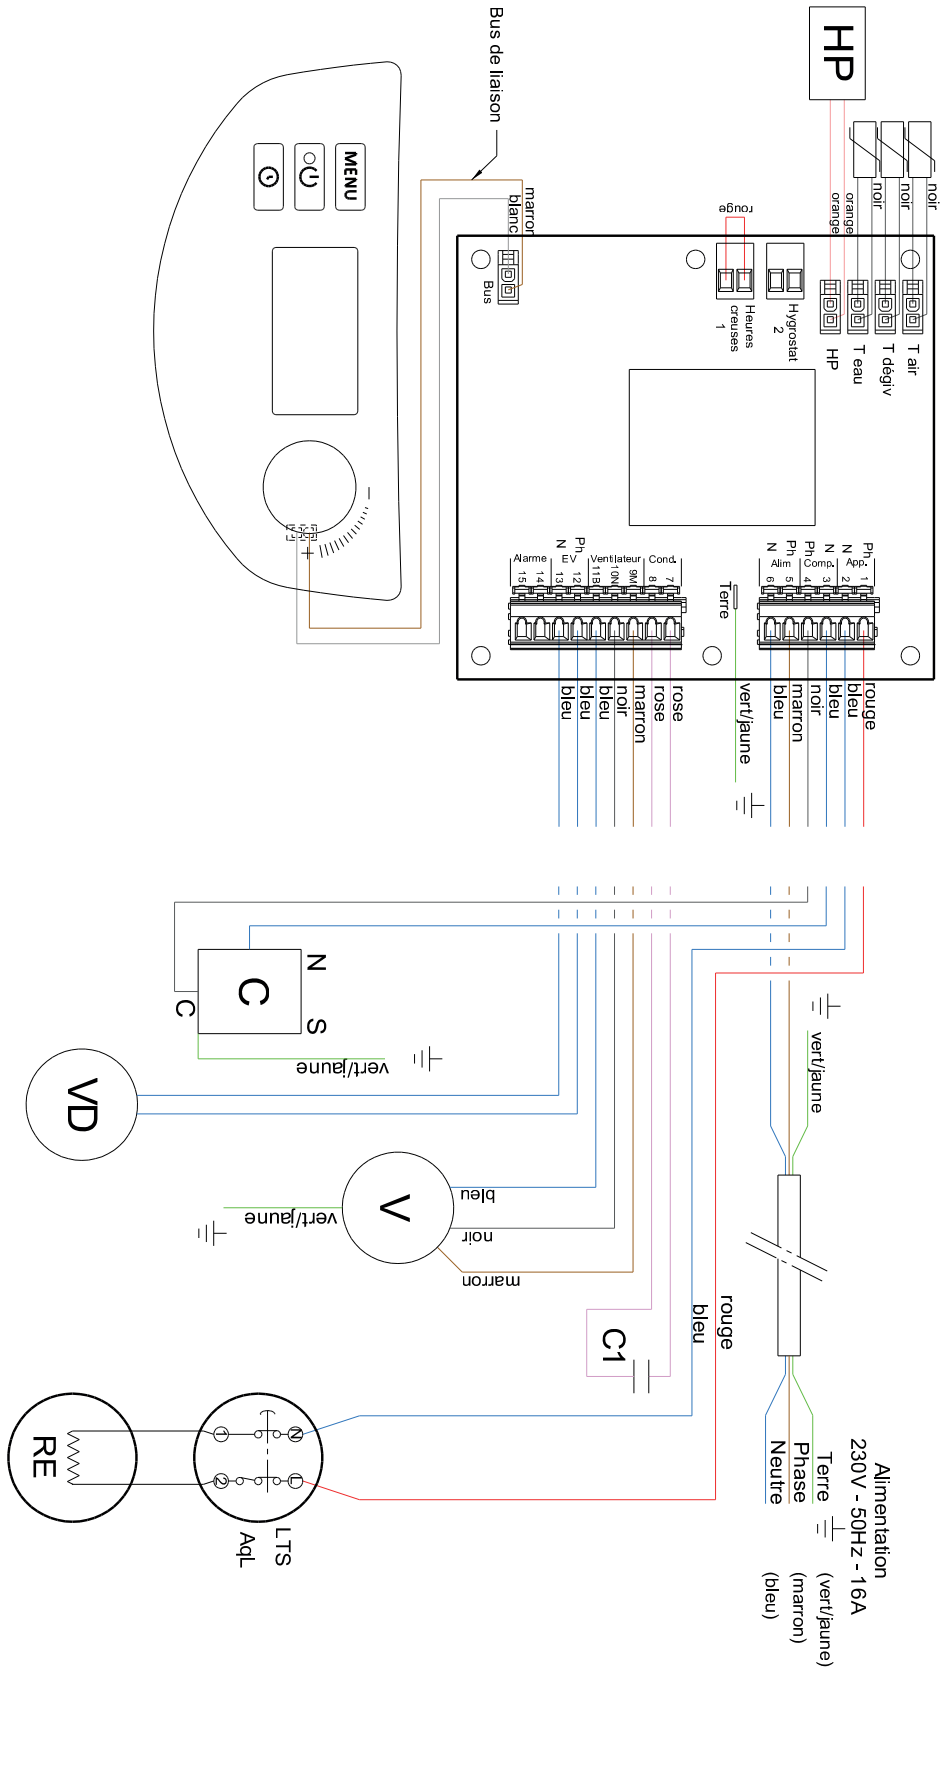 HP
noir
noir
noir
orange
orange
T air
T dégiv
T eau
HP
Hygrostat
2
Heures
creuses
1
rouge
Bus de liaison
marron
blanc
Bus
MENU
-
+
Ph
N
App.
N
Comp.
Ph
Ph
Alim
N
1
2
3
4
5
6
Terre
Cond.
Ventilateur
Ph
EV
N
Alarme
7
8
9M
10N
11B
12
13
14
15
rouge
bleu
bleu
noir
marron
bleu
vert/jaune
rose
rose
marron
noir
bleu
bleu
bleu
N
C
S
C
vert/jaune
VD
V
bleu
noir
marron
vert/jaune
vert/jaune
C1
rouge
bleu
RE
1
2
N
L
LTS
AqL
Alimentation
230V - 50Hz - 16A
Terre (vert/jaune)
Phase (marron)
Neutre (bleu)